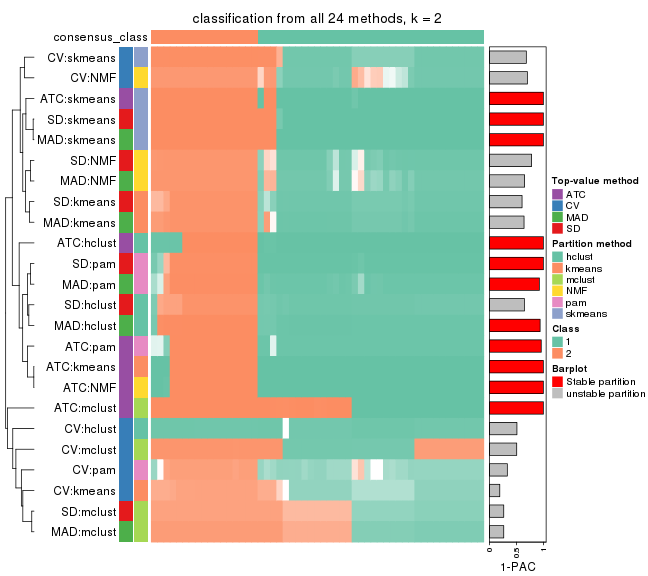 classification from all 24 methods, k = 2
consensus_class
CV:skmeans
CV:NMF
ATC:skmeans
SD:skmeans
MAD:skmeans
SD:NMF
MAD:NMF
SD:kmeans
MAD:kmeans
ATC:hclust
SD:pam
MAD:pam
SD:hclust
MAD:hclust
ATC:pam
ATC:kmeans
ATC:NMF
ATC:mclust
CV:hclust
CV:mclust
CV:pam
CV:kmeans
SD:mclust
MAD:mclust
0
0.5
1
1-PAC
Top-value method
ATC
CV
MAD
SD
Partition method
hclust
kmeans
mclust
NMF
pam
skmeans
Class
1
2
Barplot
Stable partition
unstable partition